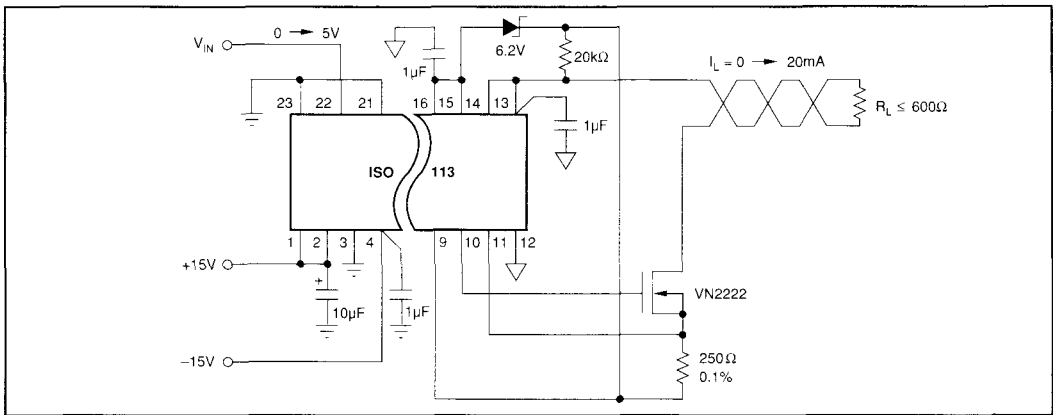 0 → 5V
V_IN
6.2V
1µF
20kΩ
I_L = 0 → 20mA
23 22 21
16 15 14 13
1µF
R_L ≤ 600Ω
ISO 113
1 2 3 4
9 10 11 12
+15V
+
10µF
1µF
VN2222
−15V
250Ω
0.1%